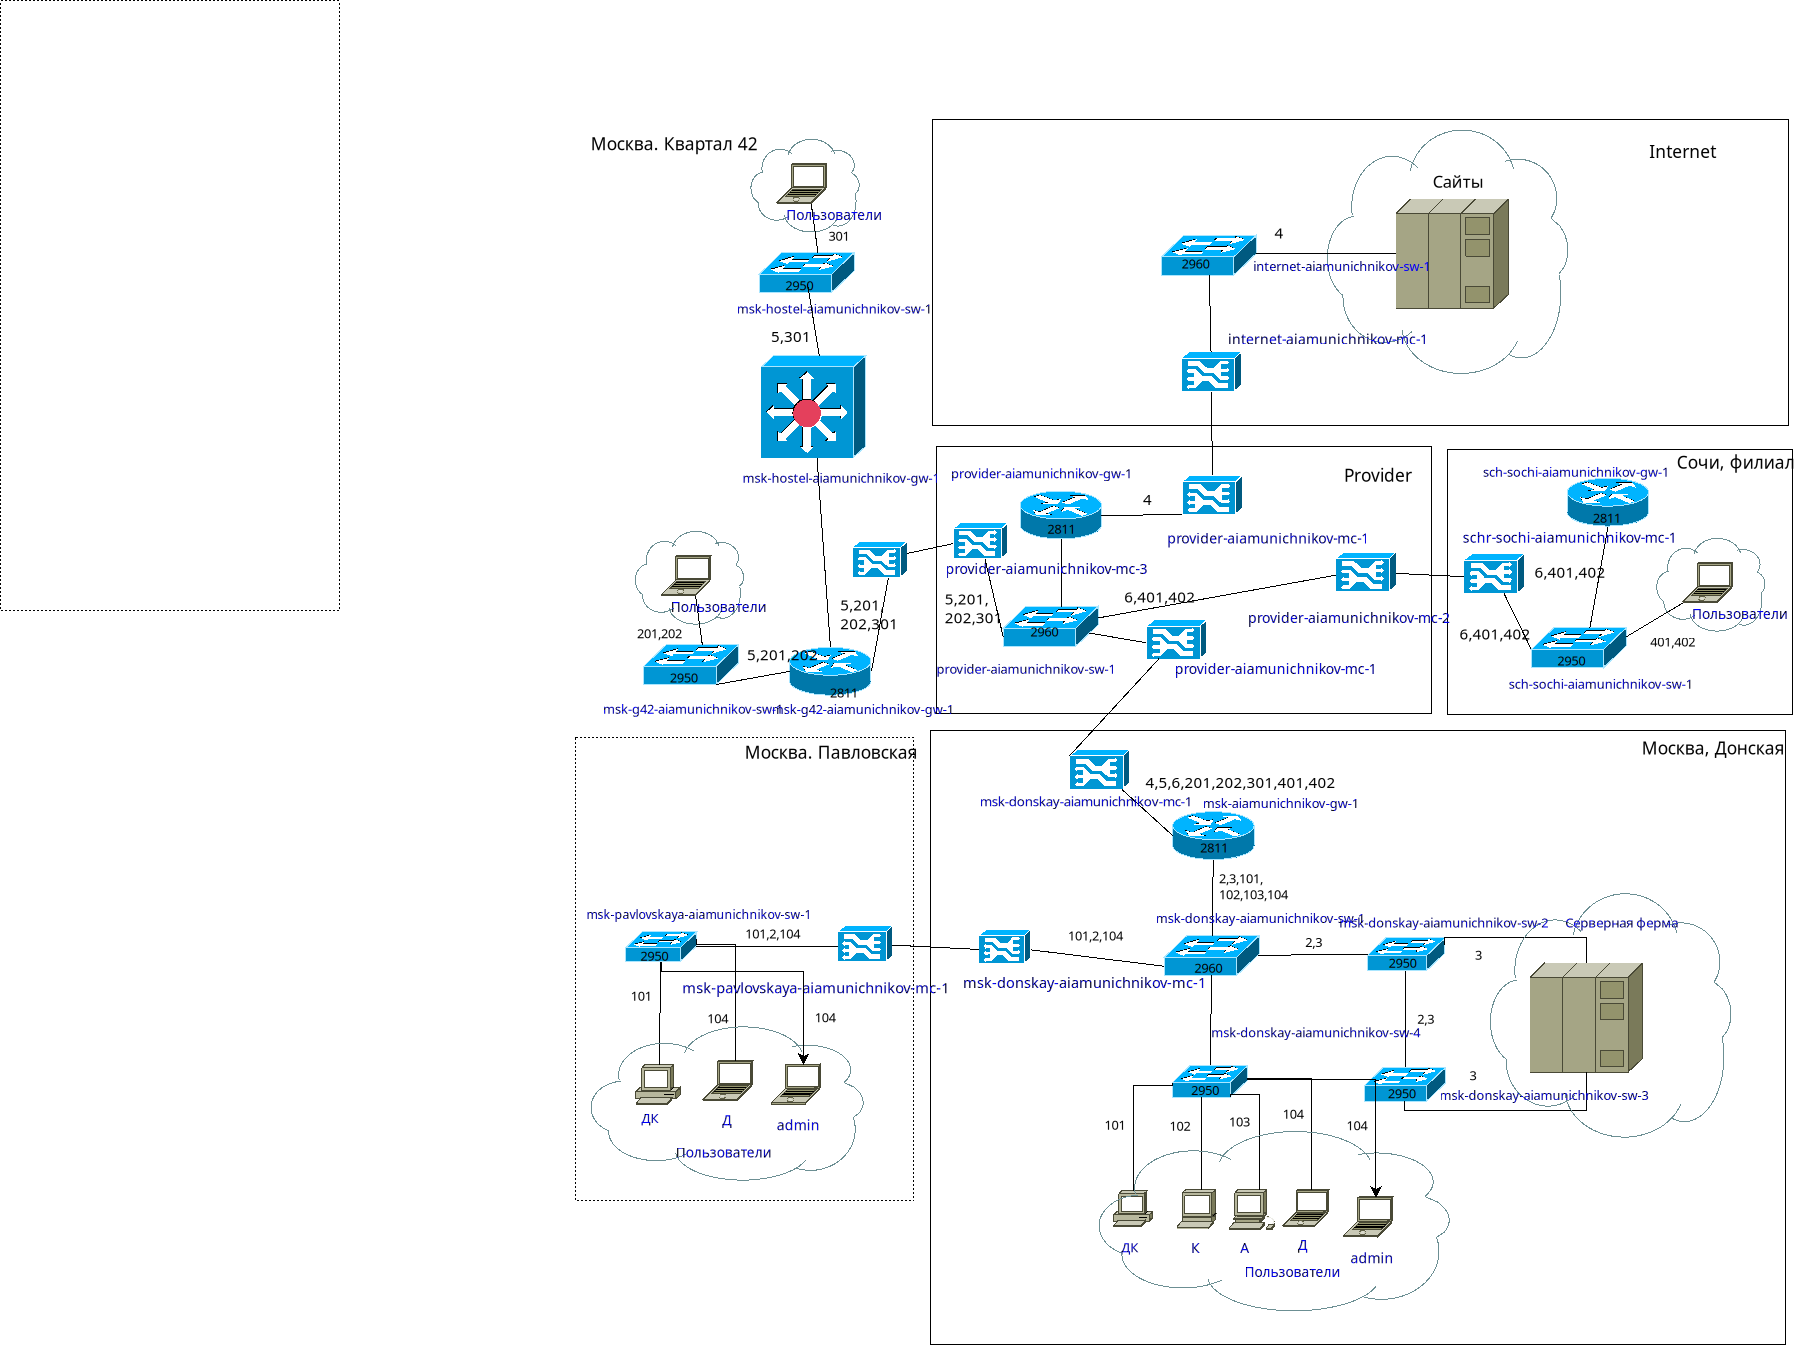 Москва. Квартал 42
Пользователи
301
2950
msk-hostel-aiamunichnikov-sw-1
5,301
msk-hostel-aiamunichnikov-gw-1
Пользователи
201,202
2950
msk-g42-aiamunichnikov-sw-1
5,201,202
2811
msk-g42-aiamunichnikov-gw-1
5,201,
202,301
Internet
Сайты
4
2960
internet-aiamunichnikov-sw-1
internet-aiamunichnikov-mc-1
Provider
provider-aiamunichnikov-gw-1
4
2811
provider-aiamunichnikov-mc-1
provider-aiamunichnikov-mc-3
5,201,
202,301
6,401,402
2960
provider-aiamunichnikov-mc-2
provider-aiamunichnikov-sw-1
provider-aiamunichnikov-mc-1
Сочи, филиал
sch-sochi-aiamunichnikov-gw-1
2811
schr-sochi-aiamunichnikov-mc-1
6,401,402
Пользователи
6,401,402
401,402
2950
sch-sochi-aiamunichnikov-sw-1
Москва. Павловская
msk-pavlovskaya-aiamunichnikov-sw-1
101,2,104
2950
msk-pavlovskaya-aiamunichnikov-mc-1
101
104
104
ДК
Д
admin
Пользователи
Москва, Донская
4,5,6,201,202,301,401,402
msk-donskay-aiamunichnikov-mc-1
msk-aiamunichnikov-gw-1
2811
2,3,101,
102,103,104
msk-donskay-aiamunichnikov-sw-1
msk-donskay-aiamunichnikov-sw-2
Серверная ферма
101,2,104
2,3
3
2960
2950
msk-donskay-aiamunichnikov-mc-1
2,3
msk-donskay-aiamunichnikov-sw-4
3
2950
2950
msk-donskay-aiamunichnikov-sw-3
101
102
103
104
104
ДК
К
А
Д
admin
Пользователи